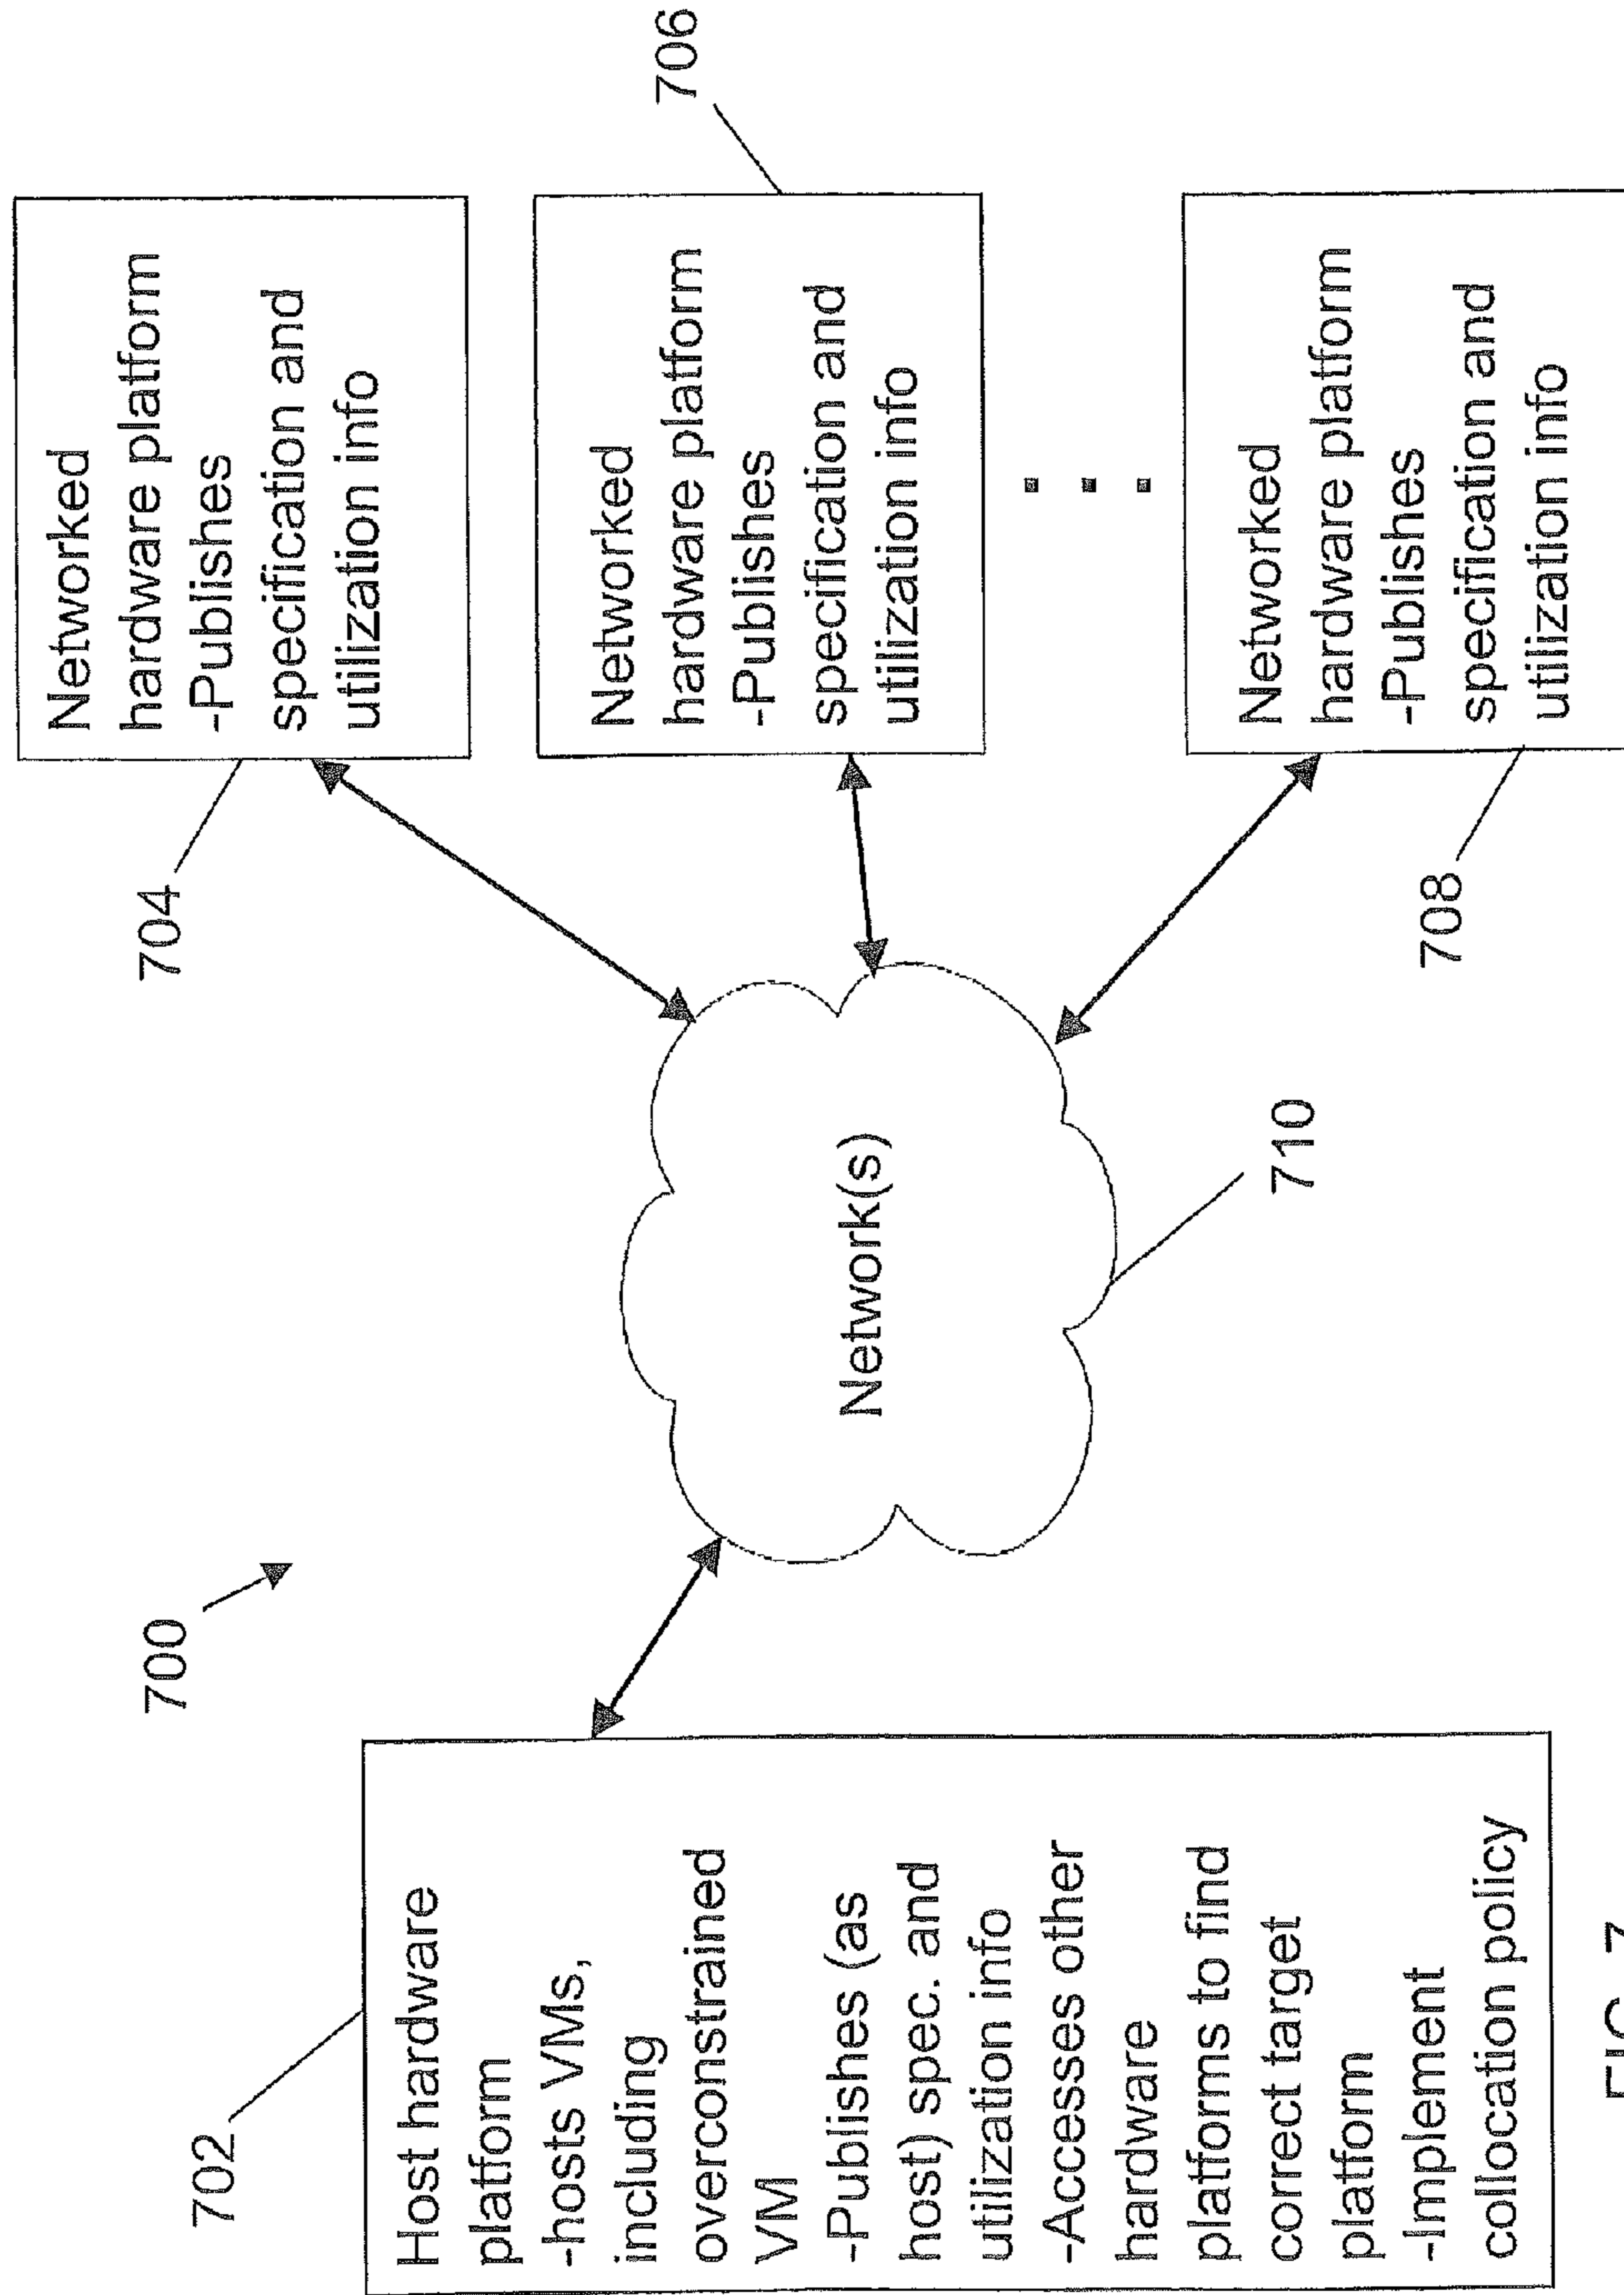 700
702
Host hardware
platform
-hosts VMs,
including
overconstrained
VM
-Publishes (as
host) spec. and
utilization info
-Accesses other
hardware
platforms to find
correct target
platform
-Implement
collocation policy
Network(s)
710
704
Networked
hardware platform
-Publishes
specification and
utilization info
706
Networked
hardware platform
-Publishes
specification and
utilization info
708
Networked
hardware platform
-Publishes
specification and
utilization info
FIG. 7